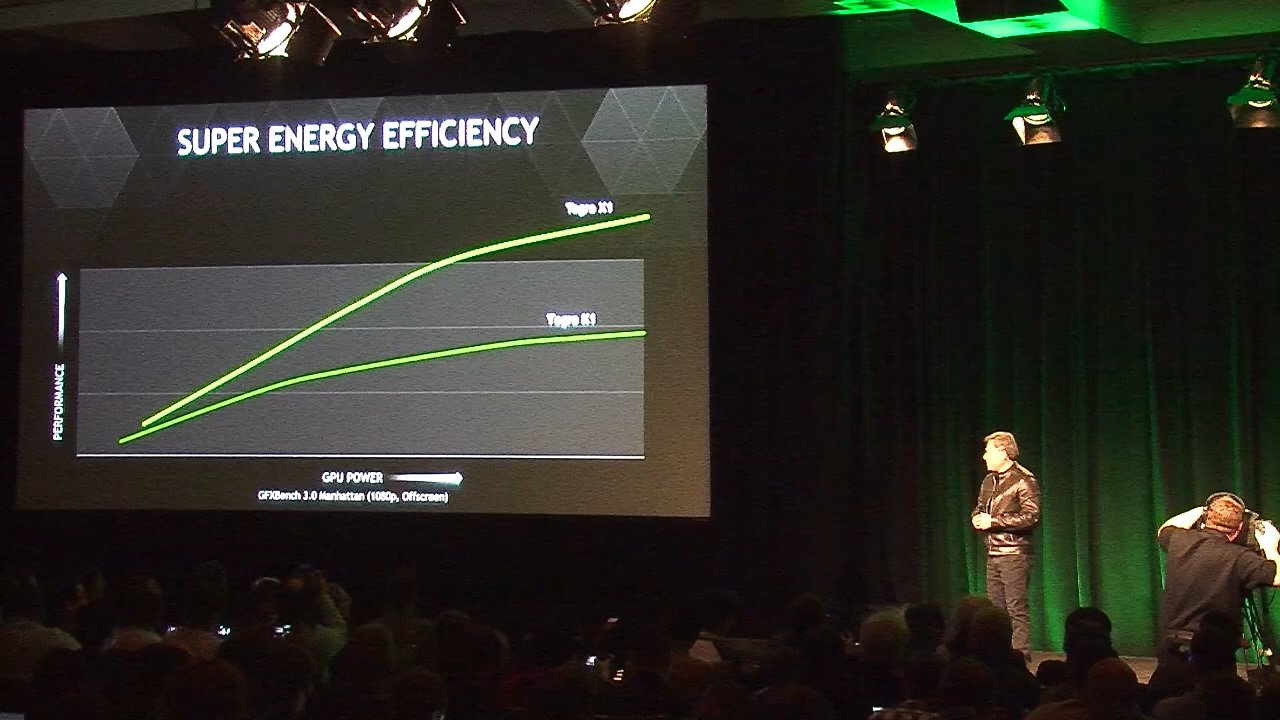 SUPER ENERGY EFFICIENCY
Tegra X1
Tegra K1
PERFORMANCE
GPU POWER
GFXBench 3.0 Manhattan (1080p, Offscreen)